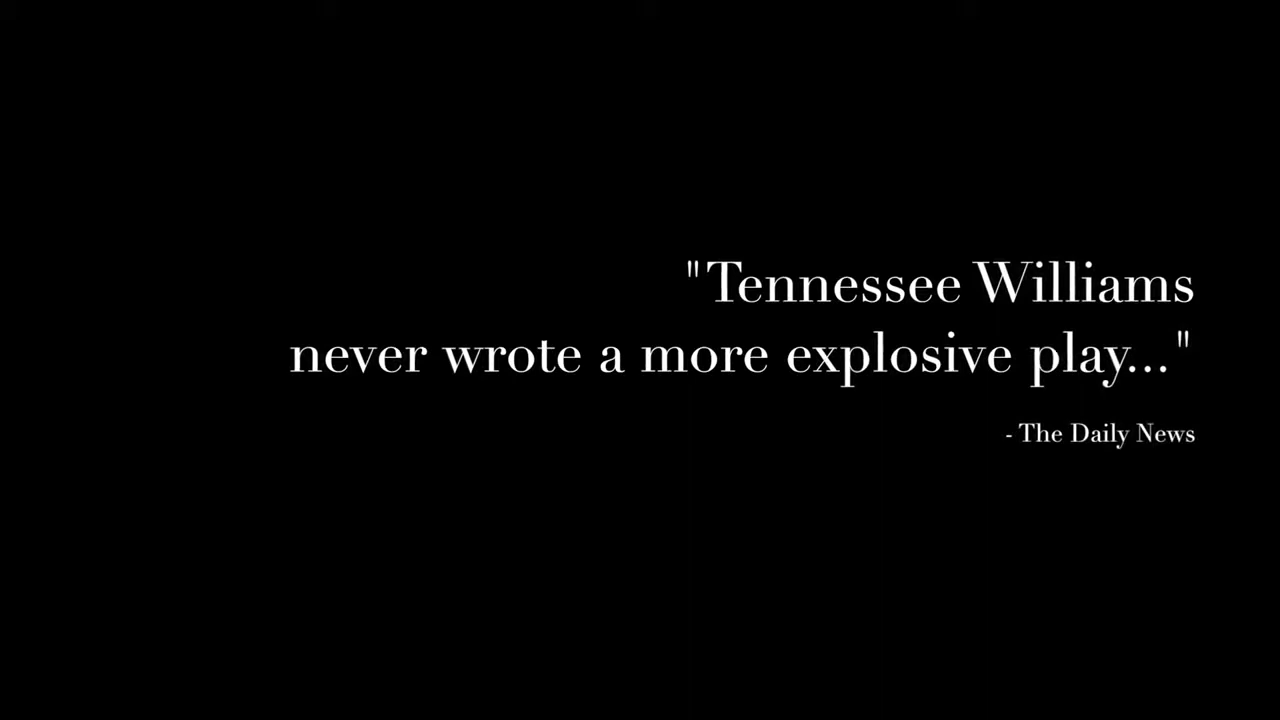 "Tennessee Williams
never wrote a more explosive play..."
- The Daily News